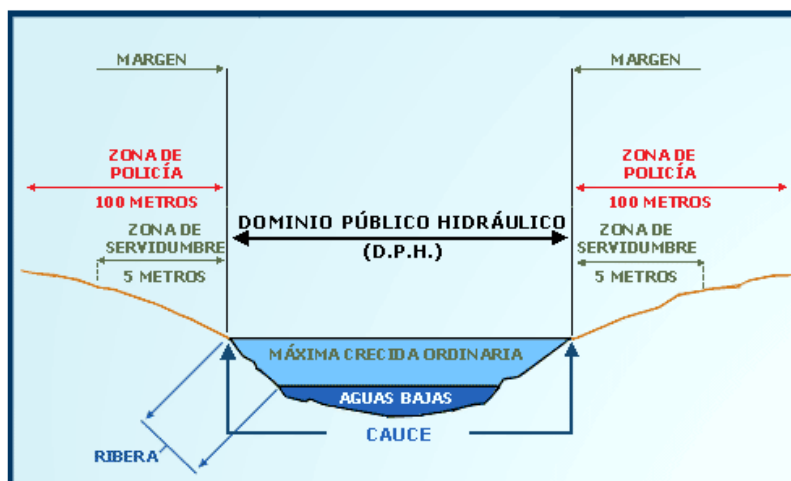 MARGEN
MARGEN
ZONA DE
POLICÍA
100 METROS
ZONA DE
POLICÍA
100 METROS
DOMINIO PÚBLICO HIDRÁULICO
(D.P.H.)
ZONA DE
SERVIDUMBRE
5 METROS
ZONA DE
SERVIDUMBRE
5 METROS
MÁXIMA CRECIDA ORDINARIA
AGUAS BAJAS
CAUCE
RIBERA